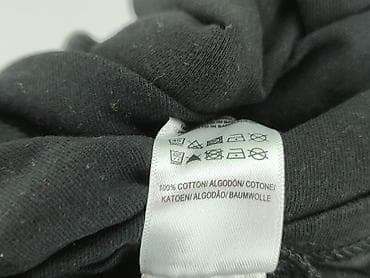 100% COTTON/ ALGODÓN/ COTONE/
KATOEN/ ALGODÃO/ BAUMWOLLE